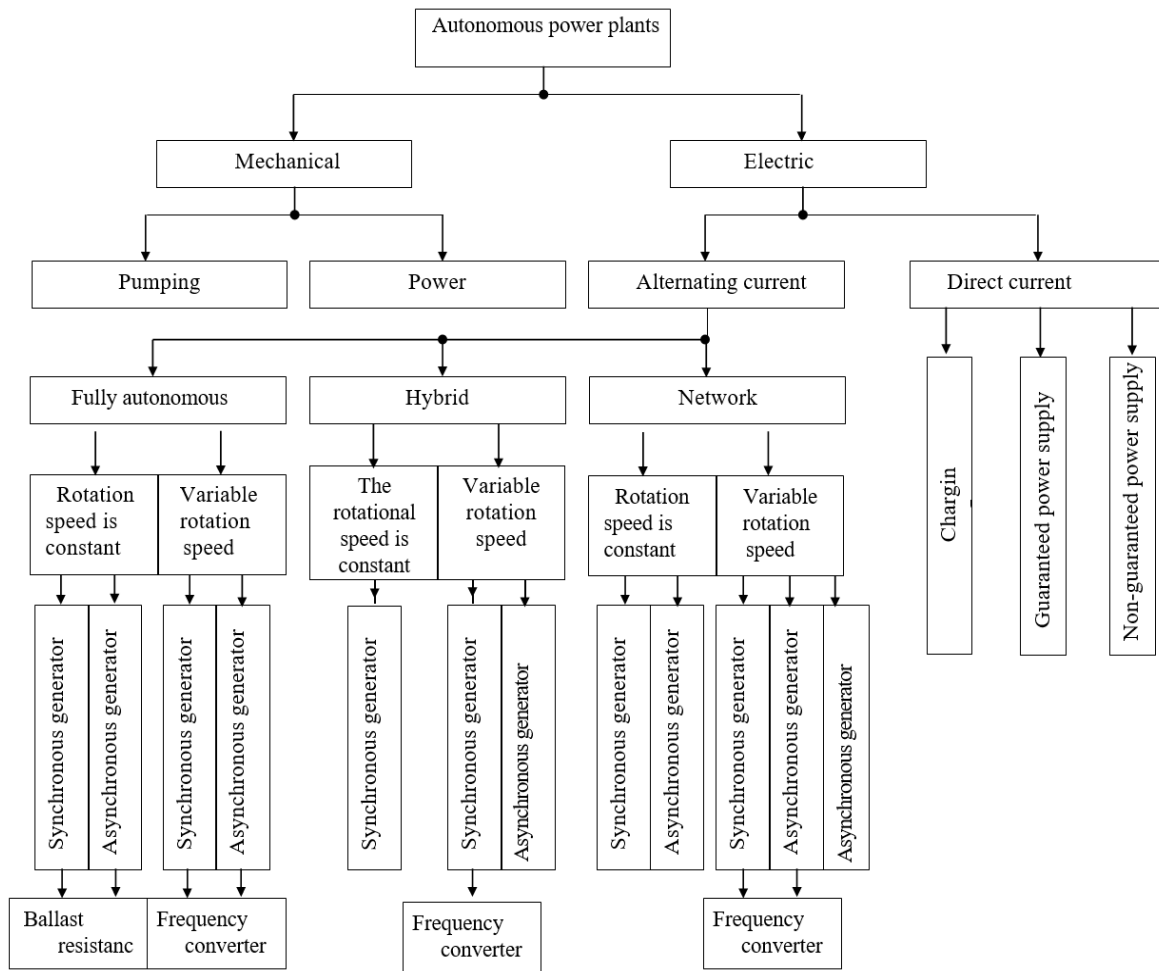 Autonomous power plants
Mechanical
Electric
Pumping
Power
Alternating current
Direct current
Fully autonomous
Hybrid
Network
Chargin
Guaranteed power supply
Non-guaranteed power supply
Rotation
speed is
constant
Variable
rotation
speed
The
rotational
speed is
constant
Variable
rotation
speed
Rotation
speed is
constant
Variable
rotation
speed
Synchronous generator
Asynchronous generator
Synchronous generator
Asynchronous generator
Synchronous generator
Synchronous generator
Asynchronous generator
Synchronous generator
Asynchronous generator
Synchronous generator
Asynchronous generator
Asynchronous generator
Ballast
resistanc
Frequency
converter
Frequency
converter
Frequency
converter